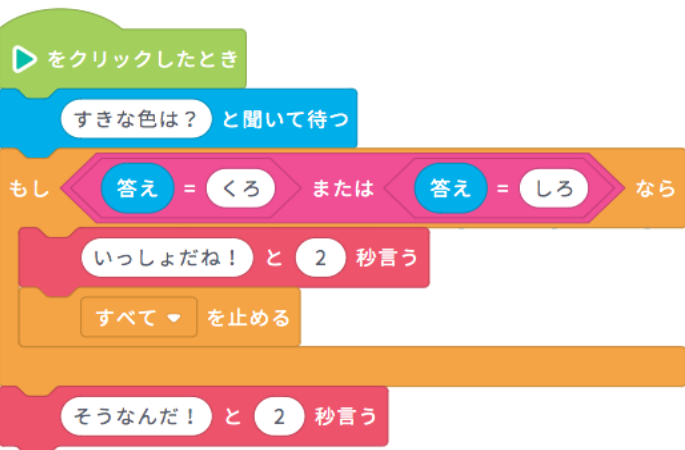 をクリックしたとき
すきな色は？ と聞いて待つ
もし 答え = くろ または 答え = しろ なら
いっしょだね！ と 2 秒言う
すべて を止める
そうなんだ！ と 2 秒言う